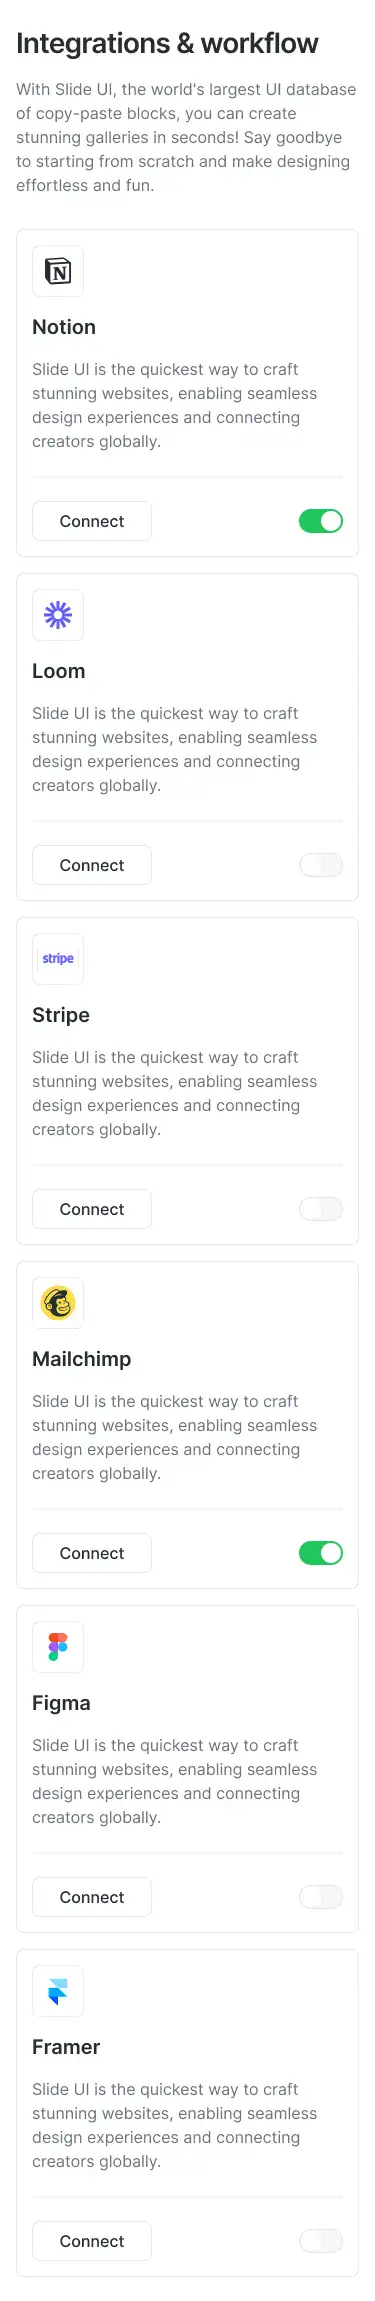 Integrations & workflow
With Slide UI, the world's largest UI database
of copy-paste blocks, you can create
stunning galleries in seconds! Say goodbye
to starting from scratch and make designing
effortless and fun.
N
Notion
Slide UI is the quickest way to craft
stunning websites, enabling seamless
design experiences and connecting
creators globally.
Connect
Loom
Slide UI is the quickest way to craft
stunning websites, enabling seamless
design experiences and connecting
creators globally.
Connect
stripe
Stripe
Slide UI is the quickest way to craft
stunning websites, enabling seamless
design experiences and connecting
creators globally.
Connect
Mailchimp
Slide UI is the quickest way to craft
stunning websites, enabling seamless
design experiences and connecting
creators globally.
Connect
Figma
Slide UI is the quickest way to craft
stunning websites, enabling seamless
design experiences and connecting
creators globally.
Connect
Framer
Slide UI is the quickest way to craft
stunning websites, enabling seamless
design experiences and connecting
creators globally.
Connect